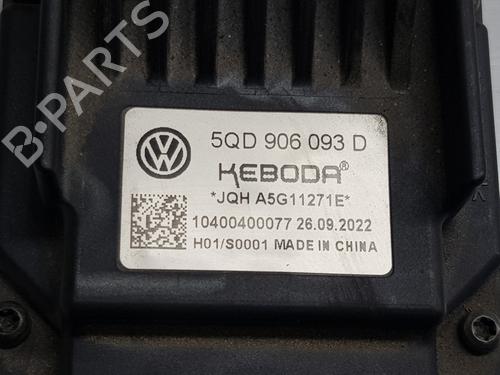 5QD 906 093 D
KEBODA®
*JQH A5G11271E*
10400400077 26.09.2022
H01/S0001 MADE IN CHINA
B-PARTS